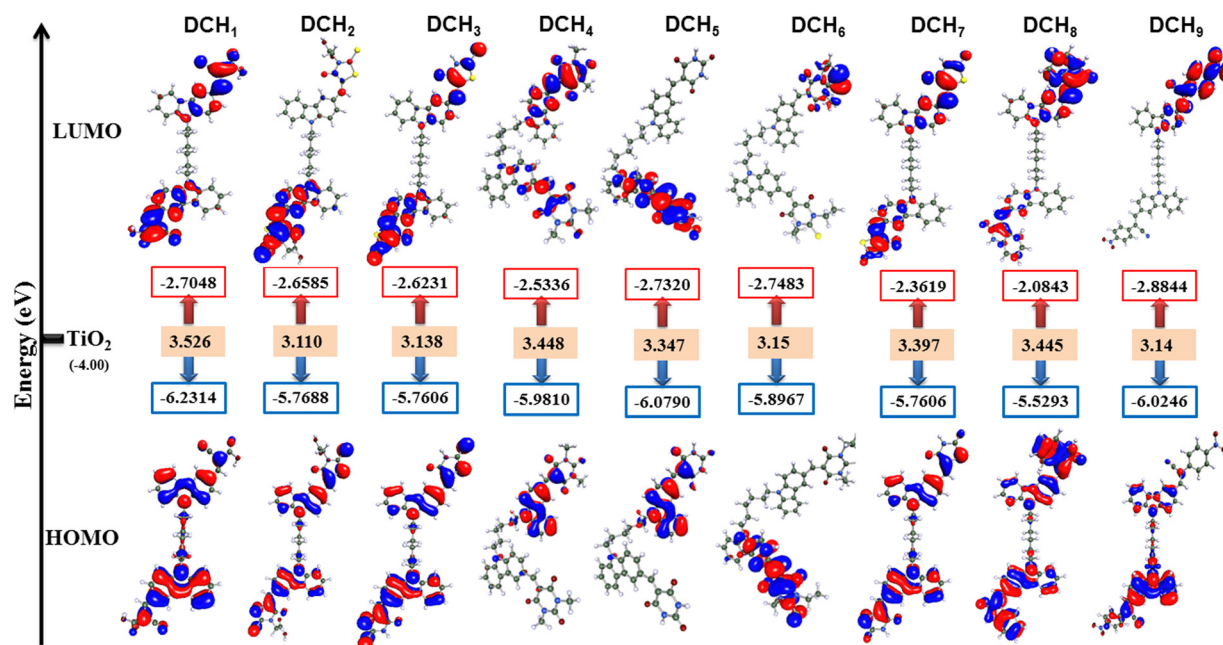 DCH₁ DCH₂ DCH₃ DCH₄ DCH₅ DCH₆ DCH₇ DCH₈ DCH₉
LUMO
-2.7048 -2.6585 -2.6231 -2.5336 -2.7320 -2.7483 -2.3619 -2.0843 -2.8844
Energy (eV)
TiO₂ 3.526 3.110 3.138 3.448 3.347 3.15 3.397 3.445 3.14
(-4.00)
-6.2314 -5.7688 -5.7606 -5.9810 -6.0790 -5.8967 -5.7606 -5.5293 -6.0246
HOMO